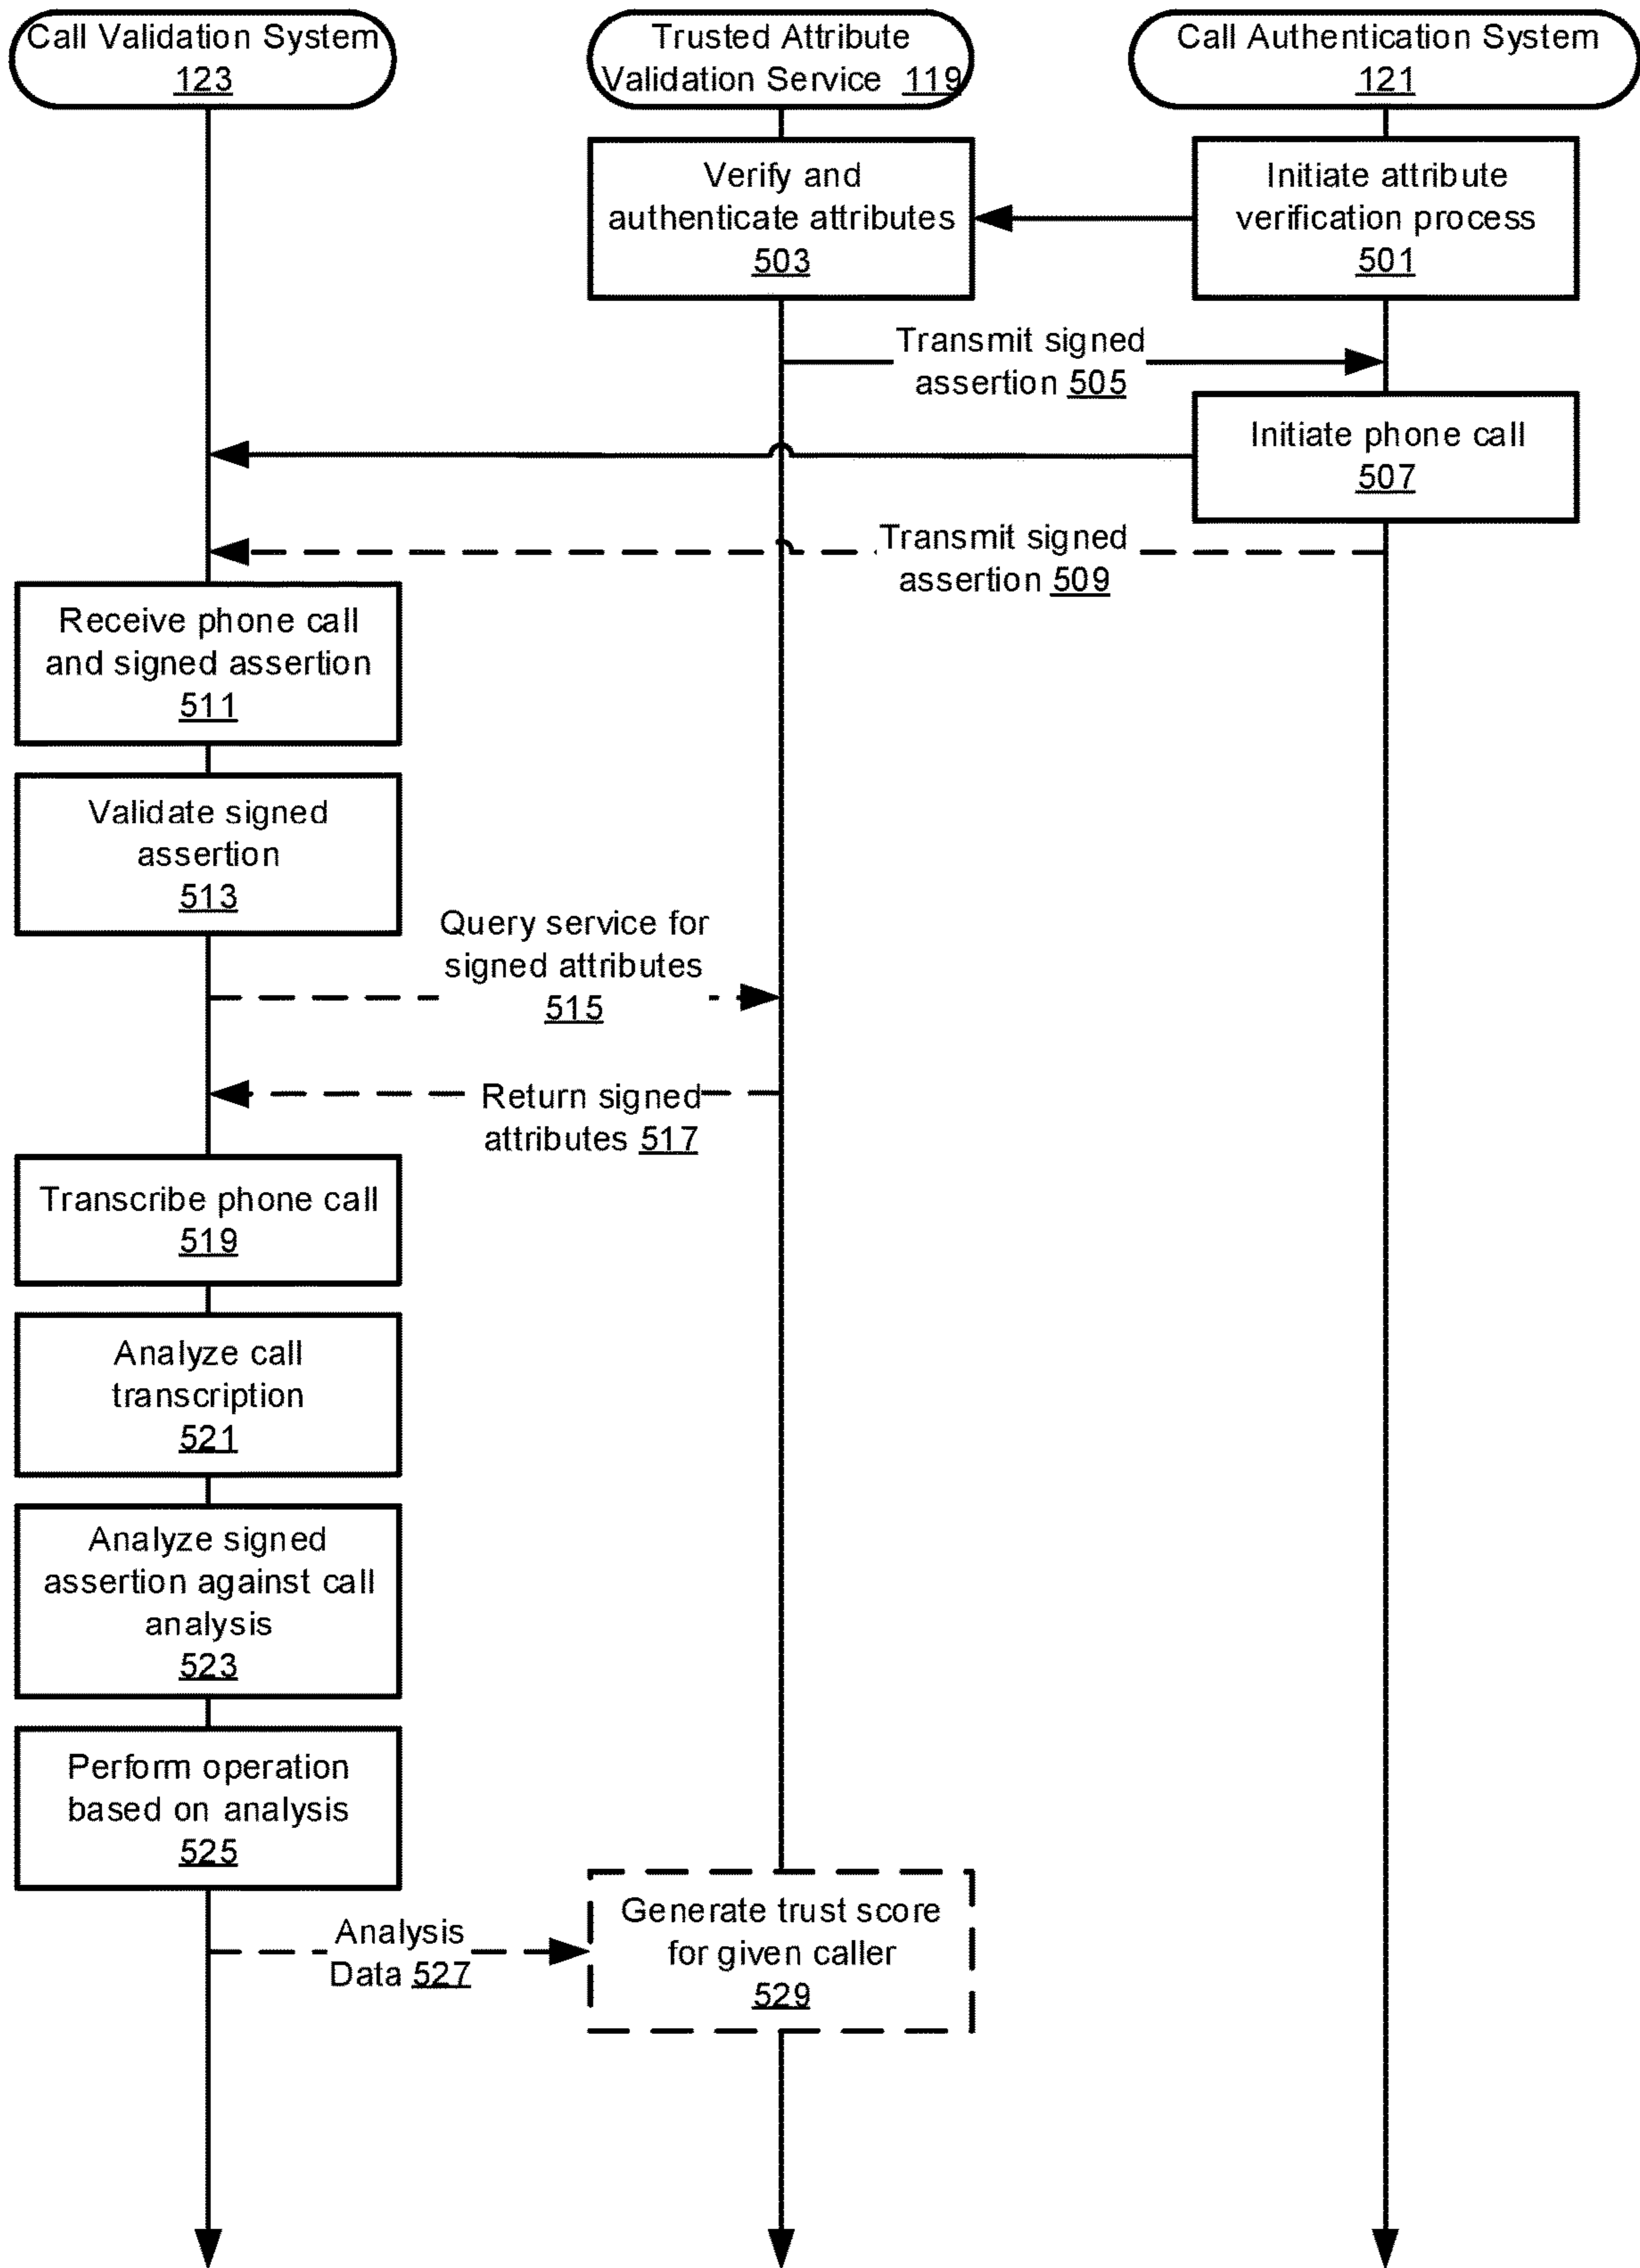 Call Validation System
123
Trusted Attribute
Validation Service 119
Call Authentication System
121
Verify and
authenticate attributes
503
Initiate attribute
verification process
501
Transmit signed
assertion 505
Initiate phone call
507
Transmit signed
assertion 509
Receive phone call
and signed assertion
511
Validate signed
assertion
513
Query service for
signed attributes
515
Return signed
attributes 517
Transcribe phone call
519
Analyze call
transcription
521
Analyze signed
assertion against call
analysis
523
Perform operation
based on analysis
525
Analysis
Data 527
Generate trust score
for given caller
529